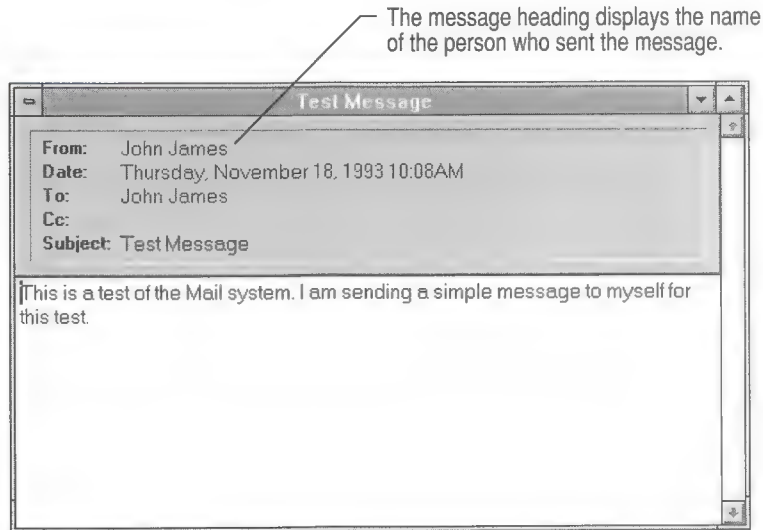 The message heading displays the name
of the person who sent the message.
Test Message
From: John James
Date: Thursday, November 18, 1993 10:08AM
To: John James
Cc:
Subject: Test Message
This is a test of the Mail system. I am sending a simple message to myself for
this test.